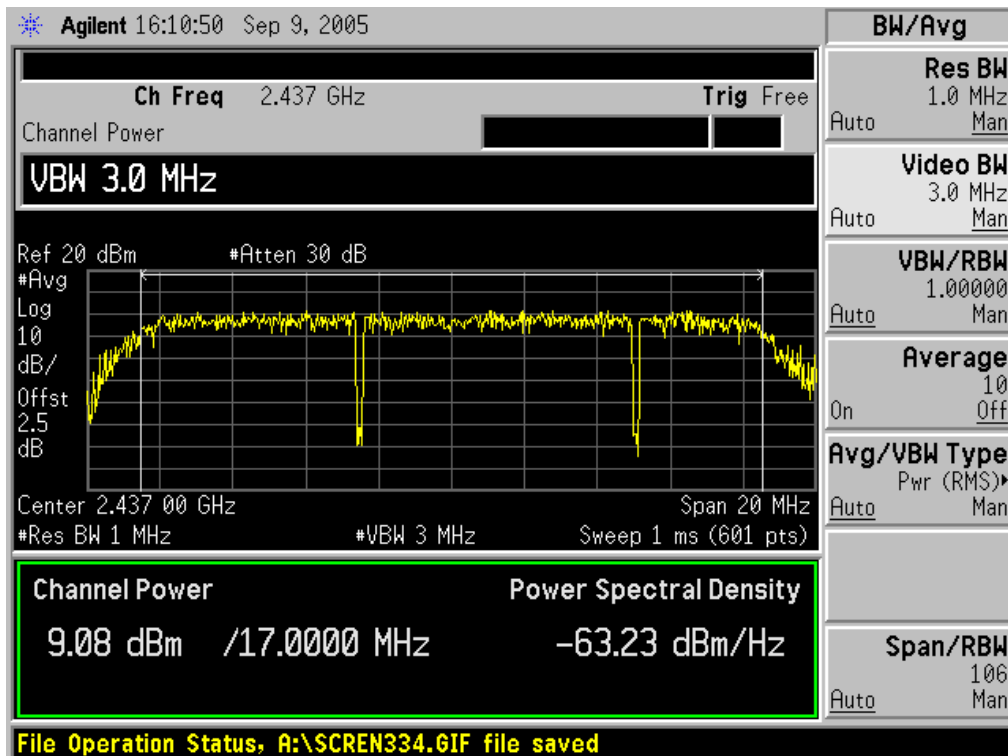 Agilent 16:10:50 Sep 9, 2005
Ch Freq 2.437 GHz Trig Free
Channel Power
VBW 3.0 MHz
Ref 20 dBm #Atten 30 dB
#Avg
Log
10
dB/
Offst
2.5
dB
Center 2.437 00 GHz Span 20 MHz
#Res BW 1 MHz #VBW 3 MHz Sweep 1 ms (601 pts)
Channel Power Power Spectral Density
9.08 dBm /17.0000 MHz -63.23 dBm/Hz
File Operation Status, A:\SCREN334.GIF file saved
BW/Avg
Res BW
1.0 MHz
Auto Man
Video BW
3.0 MHz
Auto Man
VBW/RBW
1.00000
Auto Man
Average
10
On Off
Avg/VBW Type
Pwr (RMS)
Auto Man
Span/RBW
106
Auto Man